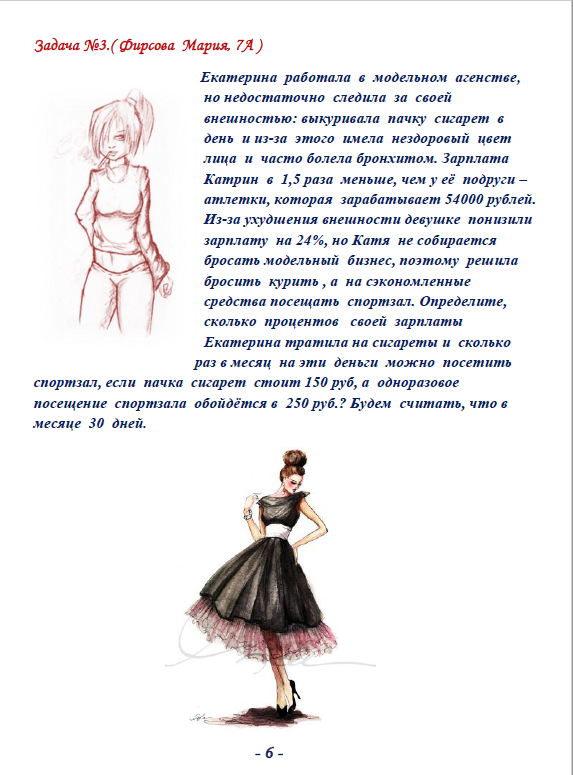 Задача №3.( Фирсова Мария, 7А )
Екатерина работала в модельном агенстве,
но недостаточно следила за своей
внешностью: выкуривала пачку сигарет в
день и из-за этого имела нездоровый цвет
лица и часто болела бронхитом. Зарплата
Катрин в 1,5 раза меньше, чем у её подруги –
атлетки, которая зарабатывает 54000 рублей.
Из-за ухудшения внешности девушке понизили
зарплату на 24%, но Катя не собирается
бросать модельный бизнес, поэтому решила
бросить курить , а на сэкономленные
средства посещать спортзал. Определите,
сколько процентов своей зарплаты
Екатерина тратила на сигареты и сколько
раз в месяц на эти деньги можно посетить
спортзал, если пачка сигарет стоит 150 руб, а одноразовое
посещение спортзала обойдётся в 250 руб.? Будем считать, что в
месяце 30 дней.
- 6 -